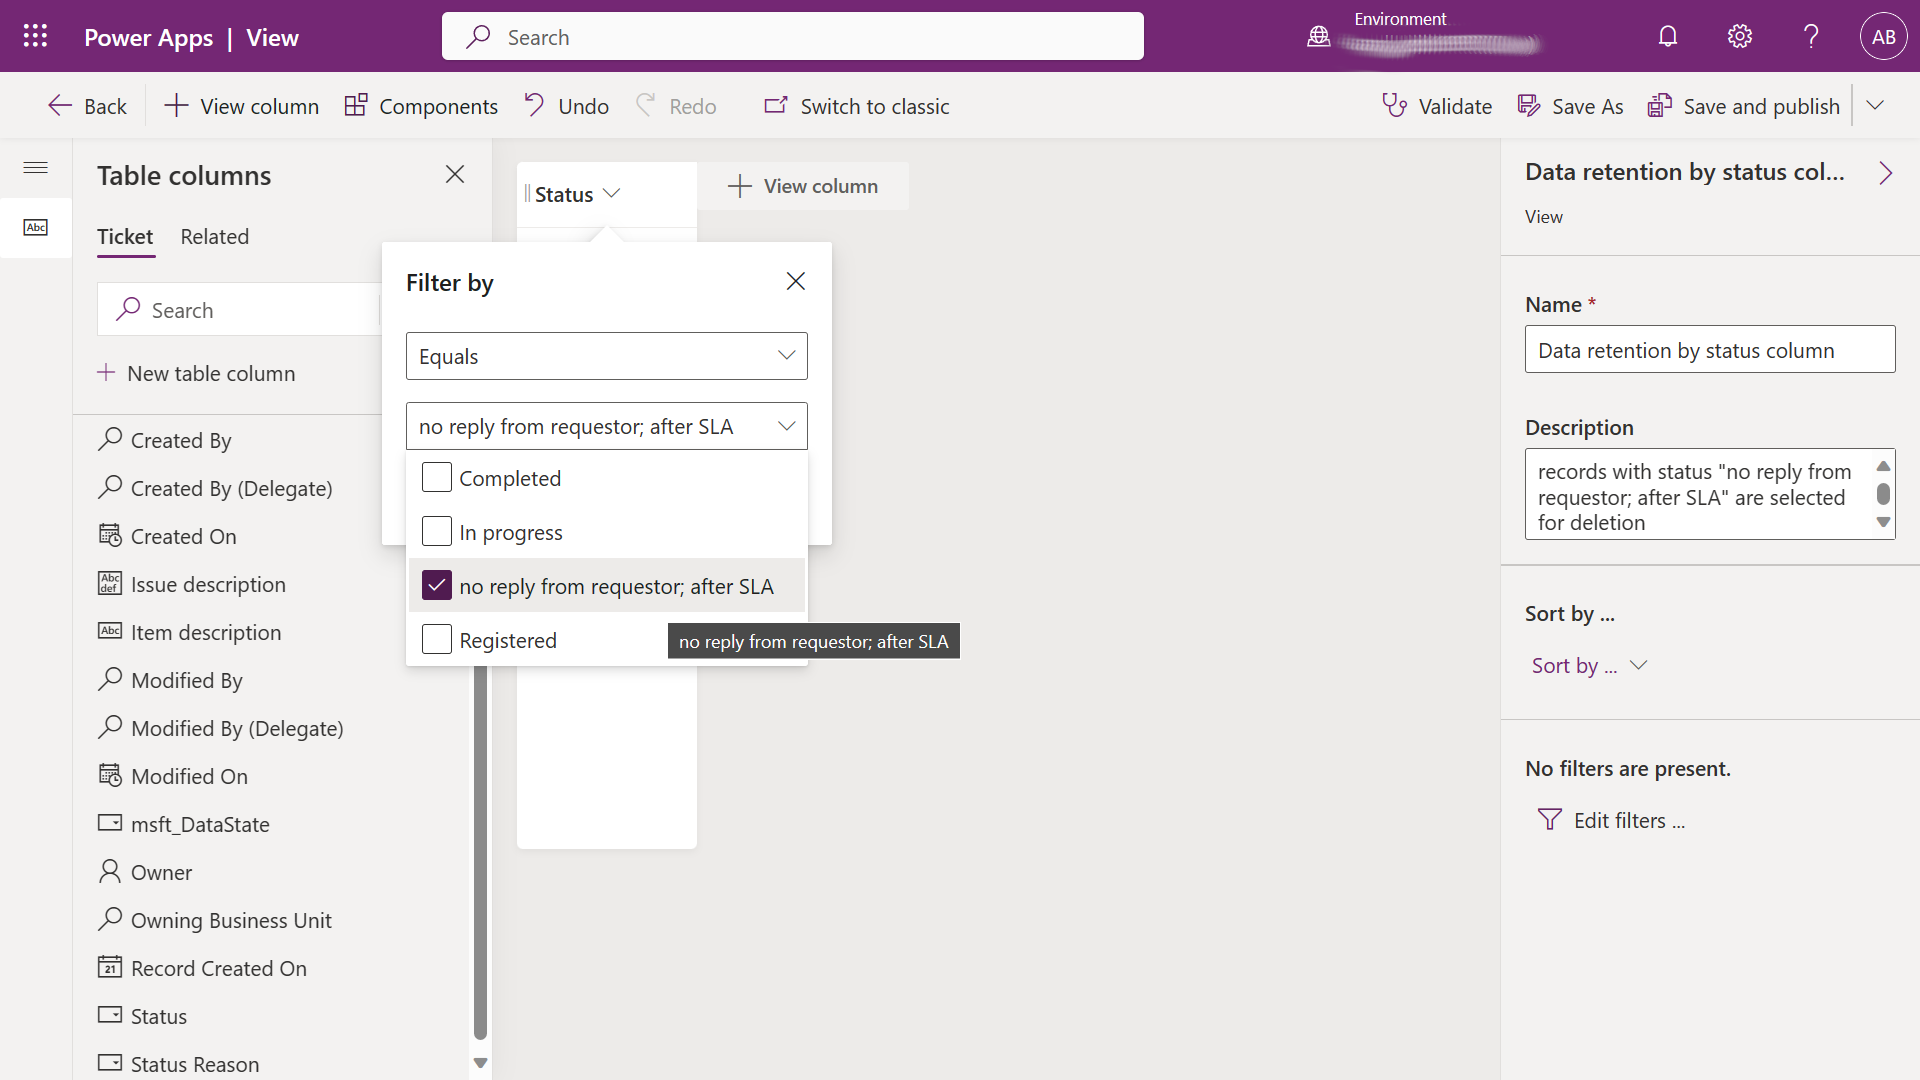 Power Apps | View
Search
Environment
AB
Back
View column
Components
Undo
Redo
Switch to classic
Validate
Save As
Save and publish
Table columns
Ticket
Related
Search
New table column
Created By
Created By (Delegate)
Created On
Abc def
Issue description
Abc
Item description
Modified By
Modified By (Delegate)
Modified On
msft_DataState
Owner
Owning Business Unit
21
Record Created On
Status
Status Reason
Abc
Status
View column
Filter by
Equals
no reply from requestor; after SLA
Completed
In progress
no reply from requestor; after SLA
Registered
no reply from requestor; after SLA
Data retention by status col...
View
Name *
Data retention by status column
Description
records with status "no reply from
requestor; after SLA" are selected
for deletion
Sort by ...
Sort by ...
No filters are present.
Edit filters ...